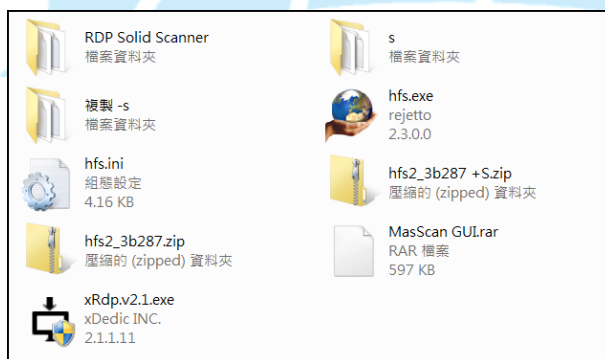 RDP Solid Scanner
檔案資料夾
s
檔案資料夾
複製 -s
檔案資料夾
hfs.exe
rejetto
2.3.0.0
hfs.ini
組態設定
4.16 KB
hfs2_3b287 +S.zip
壓縮的 (zipped) 資料夾
hfs2_3b287.zip
壓縮的 (zipped) 資料夾
MasScan GUI.rar
RAR 檔案
597 KB
xRdp.v2.1.exe
xDedic INC.
2.1.1.11